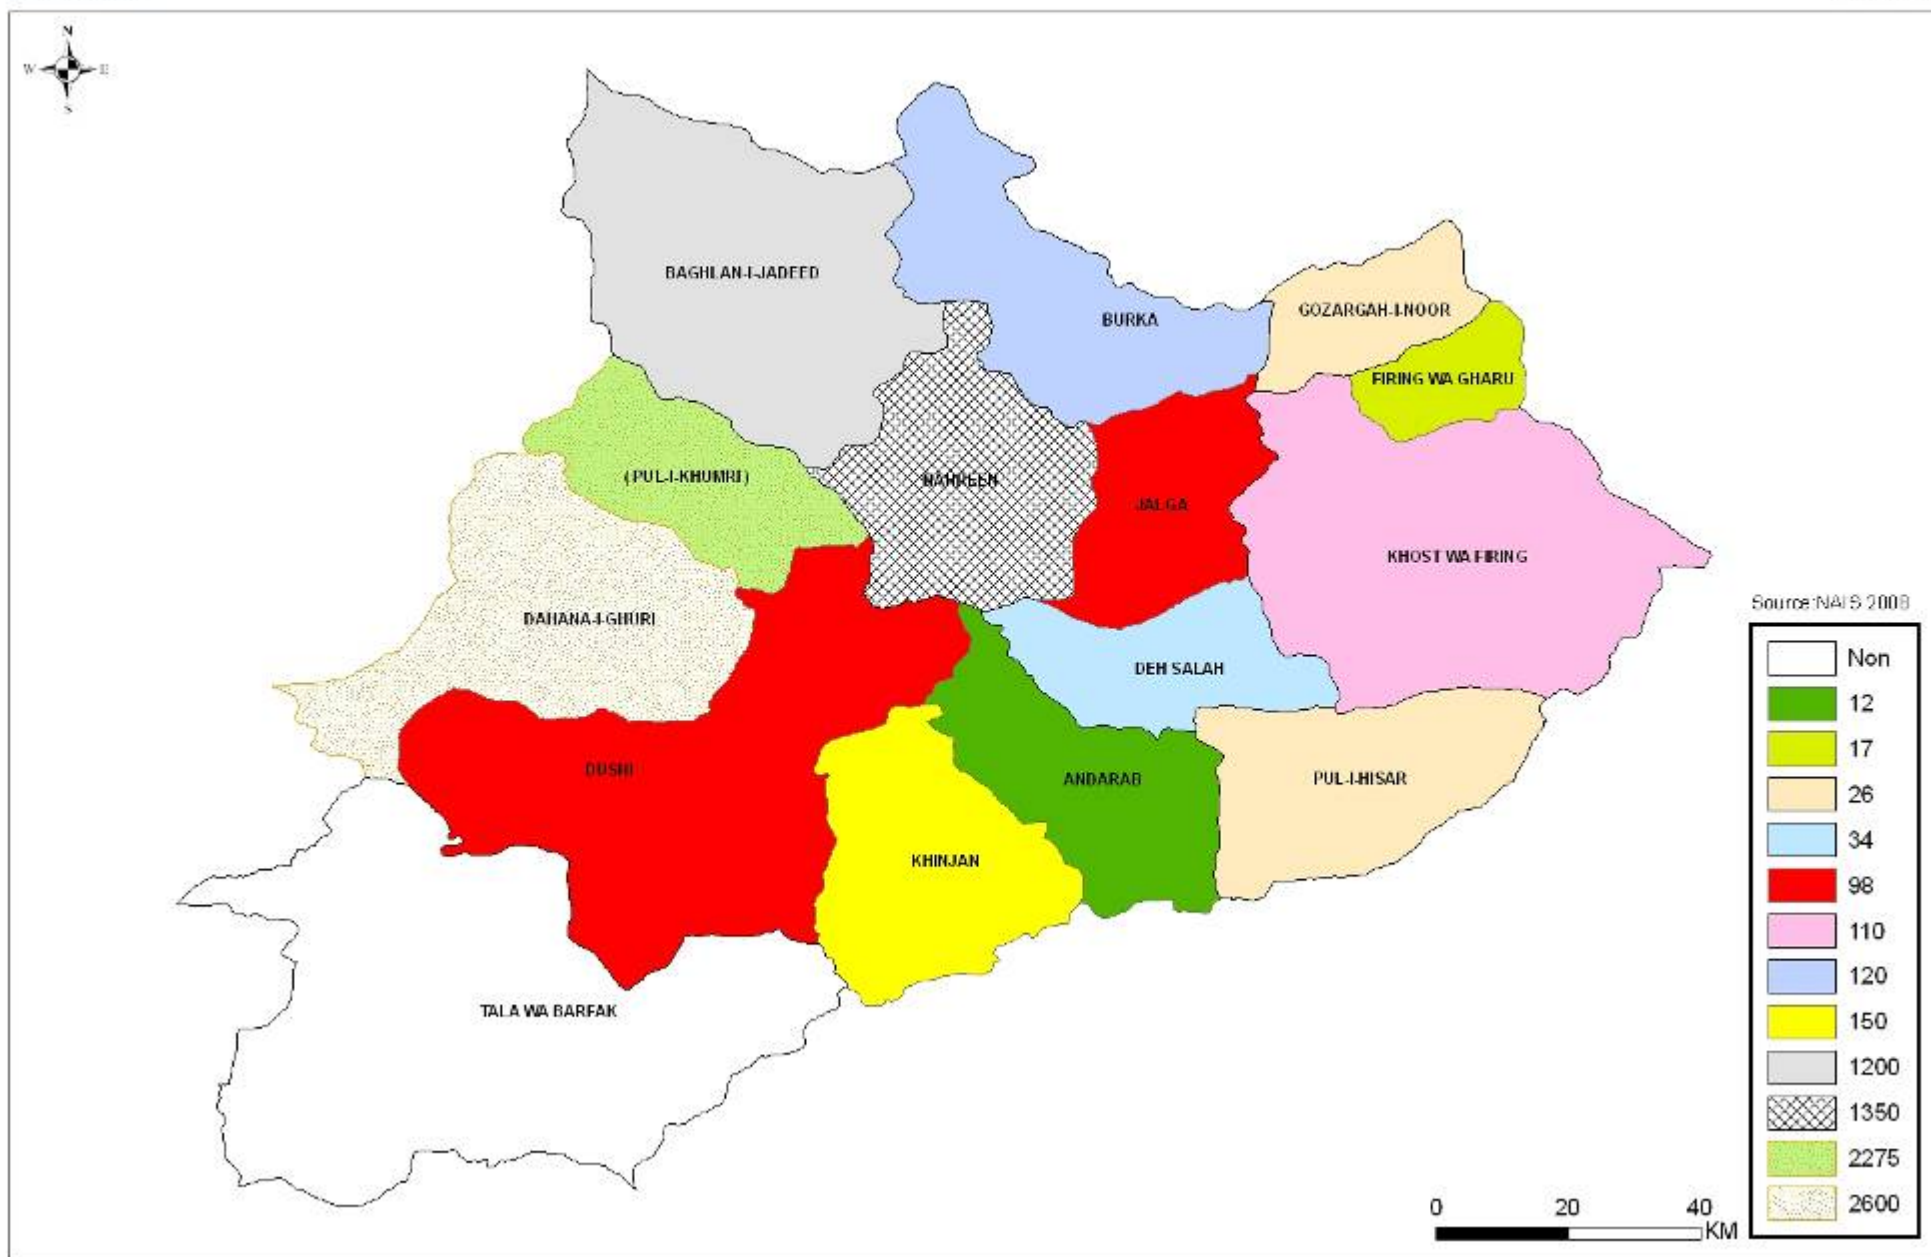 N
W E
S
BAGHLAN-I-JADEED
BURKA
GOZARGAH-I-NOOR
FIRING WA GHARU
(PUL-I-KHUMRI)
NAHREEN
JALGA
KHOST WA FIRING
DAHANA-I-GHURI
DEH SALAH
DUSHI
ANDARAB
PUL-I-HISAR
KHINJAN
TALA WA BARFAK
Source:NAIS 2008
Non
12
17
26
34
98
110
120
150
1200
1350
2275
2600
0 20 40
KM